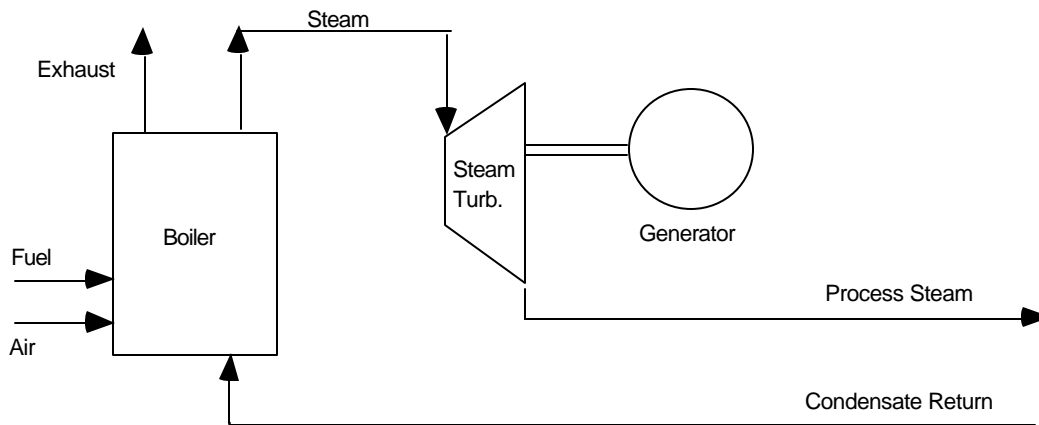 Steam
Exhaust
Steam
Turb.
Boiler
Generator
Fuel
Process Steam
Air
Condensate Return